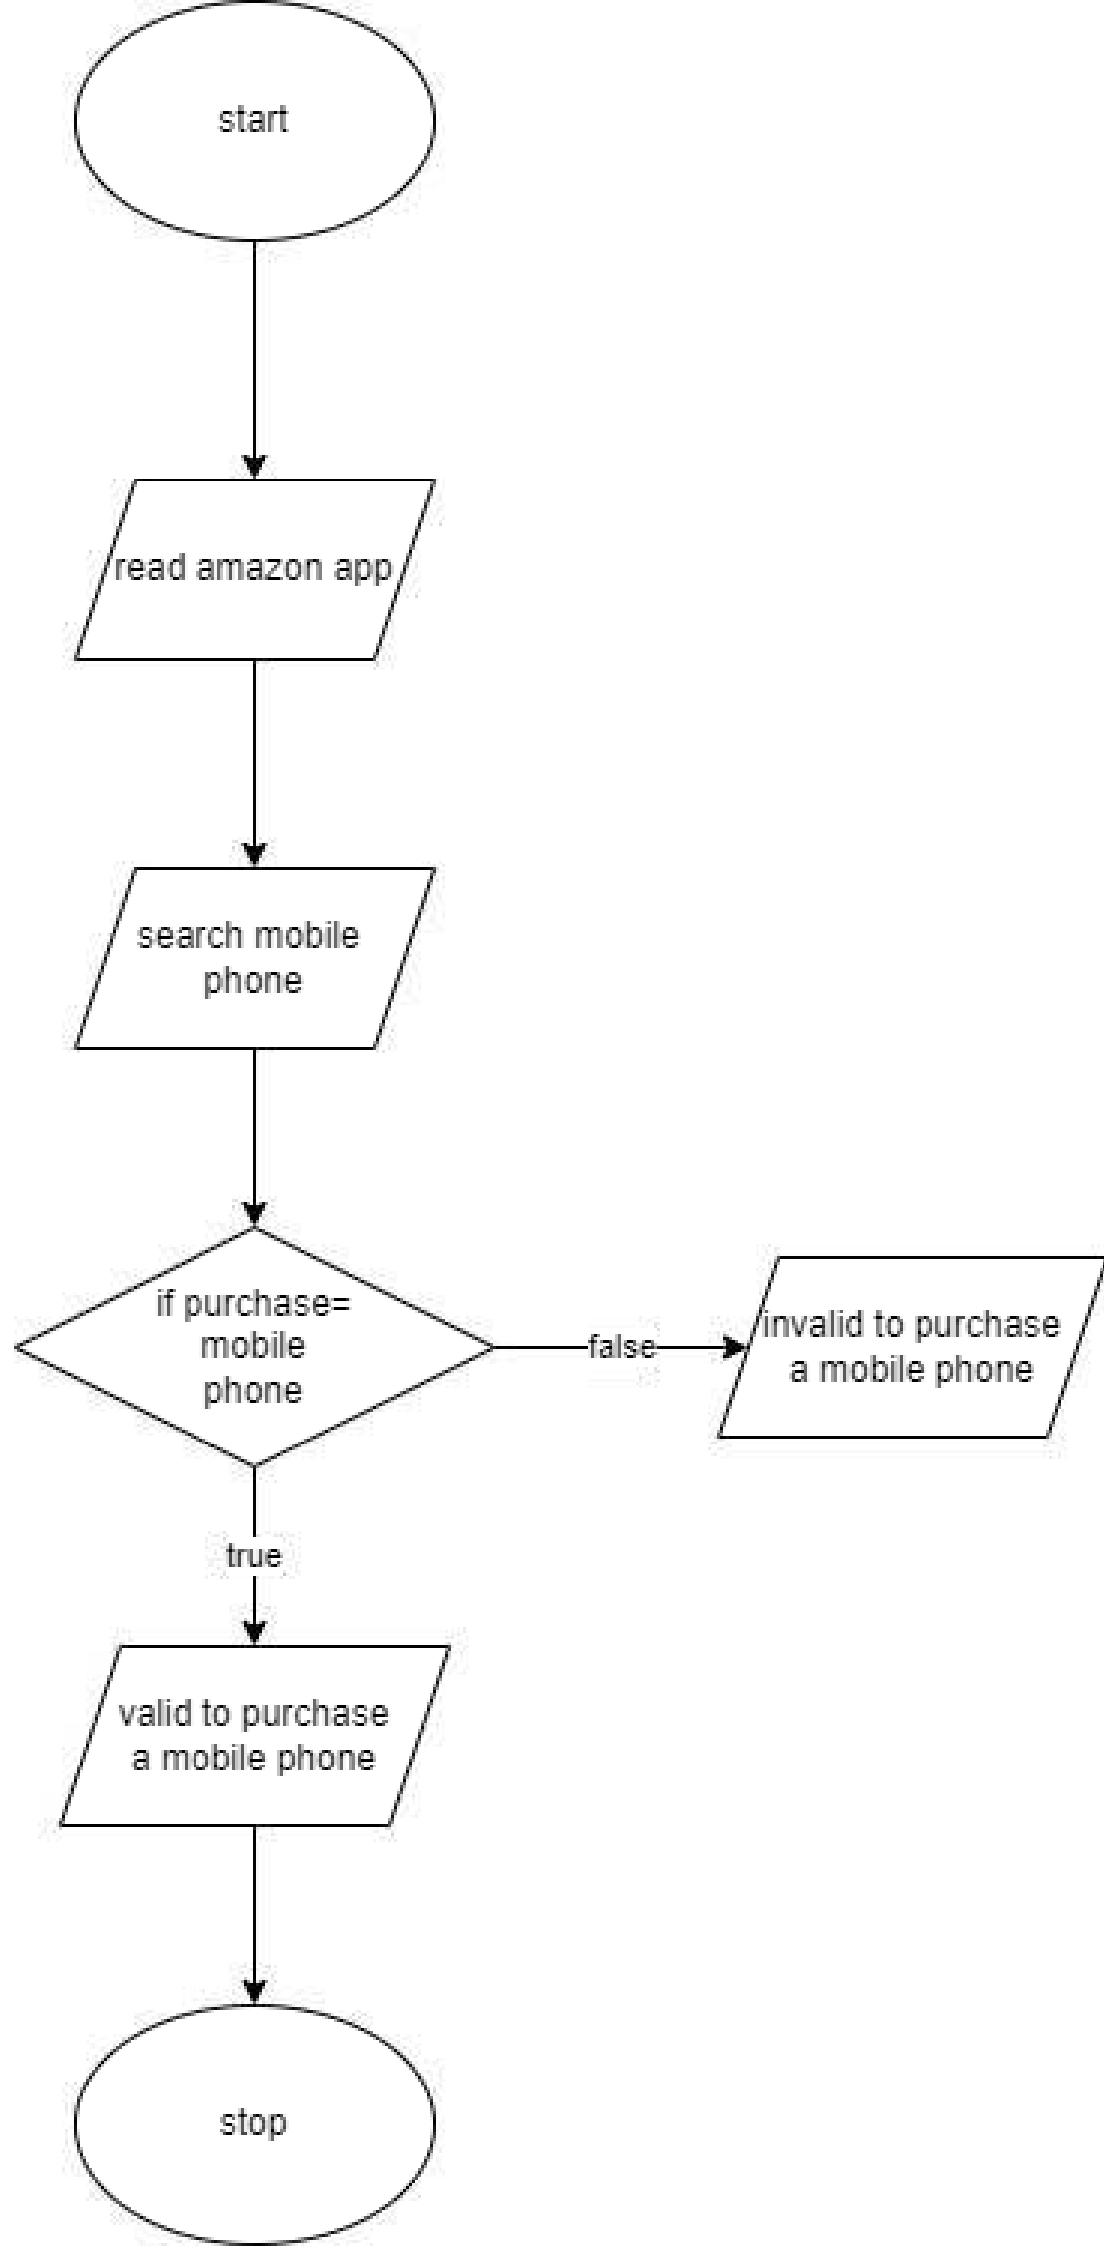 start
read amazon app
search mobile
phone
if purchase=
mobile
phone
false
invalid to purchase
a mobile phone
true
valid to purchase
a mobile phone
stop